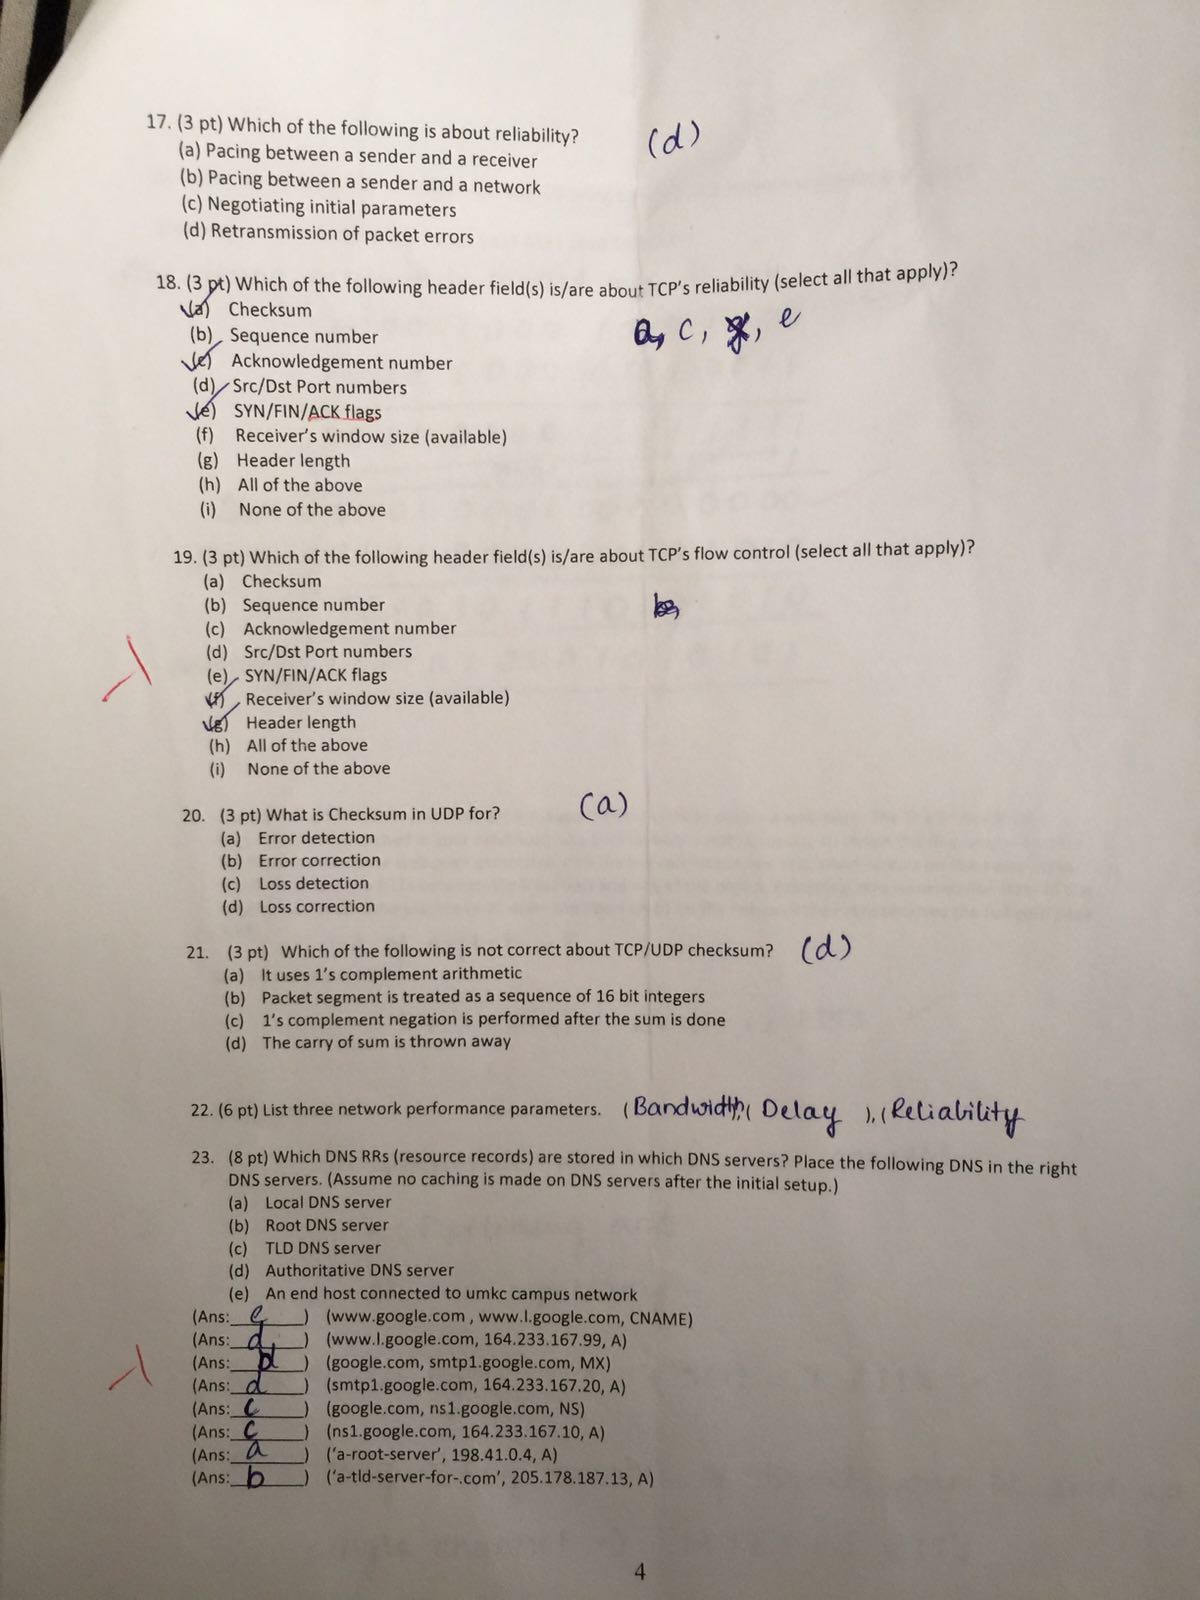 17. (3 pt) Which of the following is about reliability? (d)
(a) Pacing between a sender and a receiver
(b) Pacing between a sender and a network
(c) Negotiating initial parameters
(d) Retransmission of packet errors
18. (3 pt) Which of the following header field(s) is/are about TCP's reliability (select all that apply)?
(a) Checksum
a, c, e
(b) Sequence number
(c) Acknowledgement number
(d) Src/Dst Port numbers
(e) SYN/FIN/ACK flags
(f) Receiver's window size (available)
(g) Header length
(h) All of the above
(i) None of the above
19. (3 pt) Which of the following header field(s) is/are about TCP's flow control (select all that apply)?
(a) Checksum
(b) Sequence number
(c) Acknowledgement number
(d) Src/Dst Port numbers
-1
(e) SYN/FIN/ACK flags
(f) Receiver's window size (available)
(g) Header length
(h) All of the above
(i) None of the above
20. (3 pt) What is Checksum in UDP for? (a)
(a) Error detection
(b) Error correction
(c) Loss detection
(d) Loss correction
21. (3 pt) Which of the following is not correct about TCP/UDP checksum? (d)
(a) It uses 1's complement arithmetic
(b) Packet segment is treated as a sequence of 16 bit integers
(c) 1's complement negation is performed after the sum is done
(d) The carry of sum is thrown away
22. (6 pt) List three network performance parameters. (Bandwidth),( Delay ),(Reliability
23. (8 pt) Which DNS RRs (resource records) are stored in which DNS servers? Place the following DNS in the right
DNS servers. (Assume no caching is made on DNS servers after the initial setup.)
(a) Local DNS server
(b) Root DNS server
(c) TLD DNS server
(d) Authoritative DNS server
(e) An end host connected to umkc campus network
(Ans: e ) (www.google.com , www.l.google.com, CNAME)
(Ans: d ) (www.l.google.com, 164.233.167.99, A)
-1
(Ans: d ) (google.com, smtp1.google.com, MX)
(Ans: d ) (smtp1.google.com, 164.233.167.20, A)
(Ans: c ) (google.com, ns1.google.com, NS)
(Ans: c ) (ns1.google.com, 164.233.167.10, A)
(Ans: a ) ('a-root-server', 198.41.0.4, A)
(Ans: b ) ('a-tld-server-for-.com', 205.178.187.13, A)
4